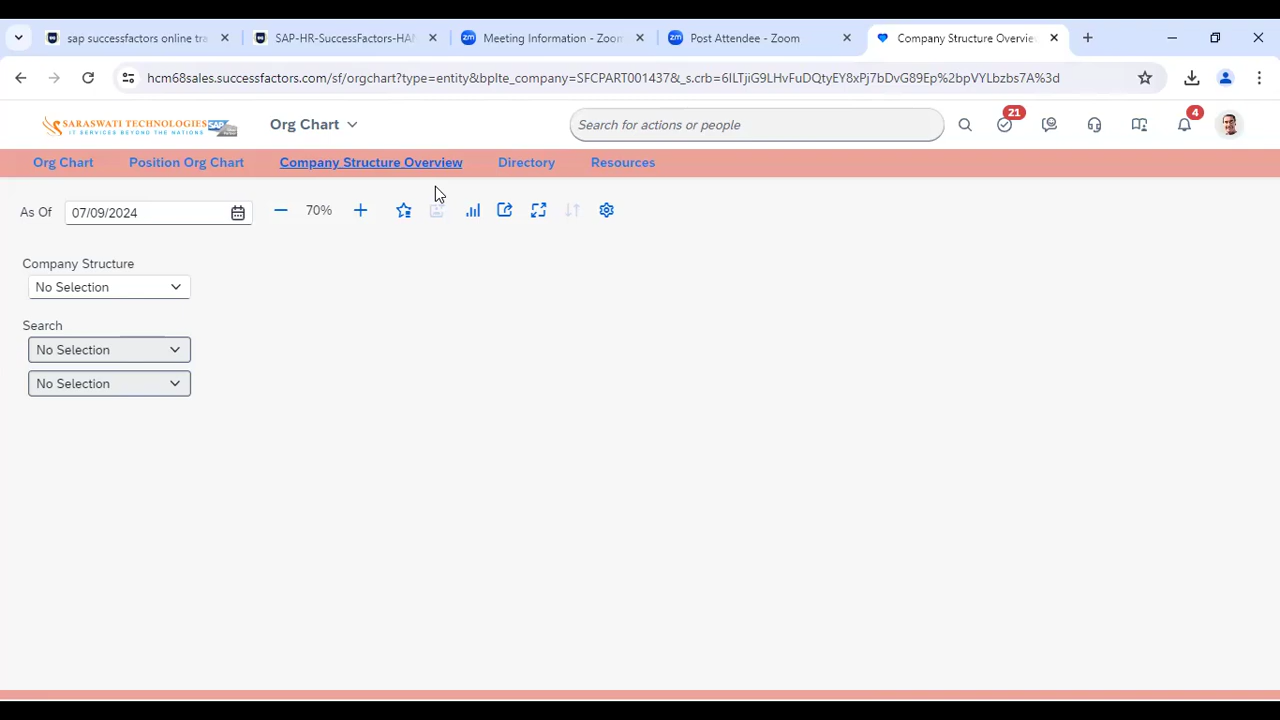 sap successfactors online tra
SAP-HR-SuccessFactors-HAN
Meeting Information - Zoom
Post Attendee - Zoom
Company Structure Overvie
hcm68sales.successfactors.com/sf/orgchart?type=entity&bplte_company=SFCPART001437&_s.crb=6ILTjiG9LHvFuDQtyEY8xPj7bDvG89Ep%2bpVYLbzbs7A%3d
SARASWATI TECHNOLOGIES SAP
IT SERVICES BEYOND THE NATIONS
Org Chart
Search for actions or people
21
4
Org Chart
Position Org Chart
Company Structure Overview
Directory
Resources
As Of
07/09/2024
70%
Company Structure
No Selection
Search
No Selection
No Selection